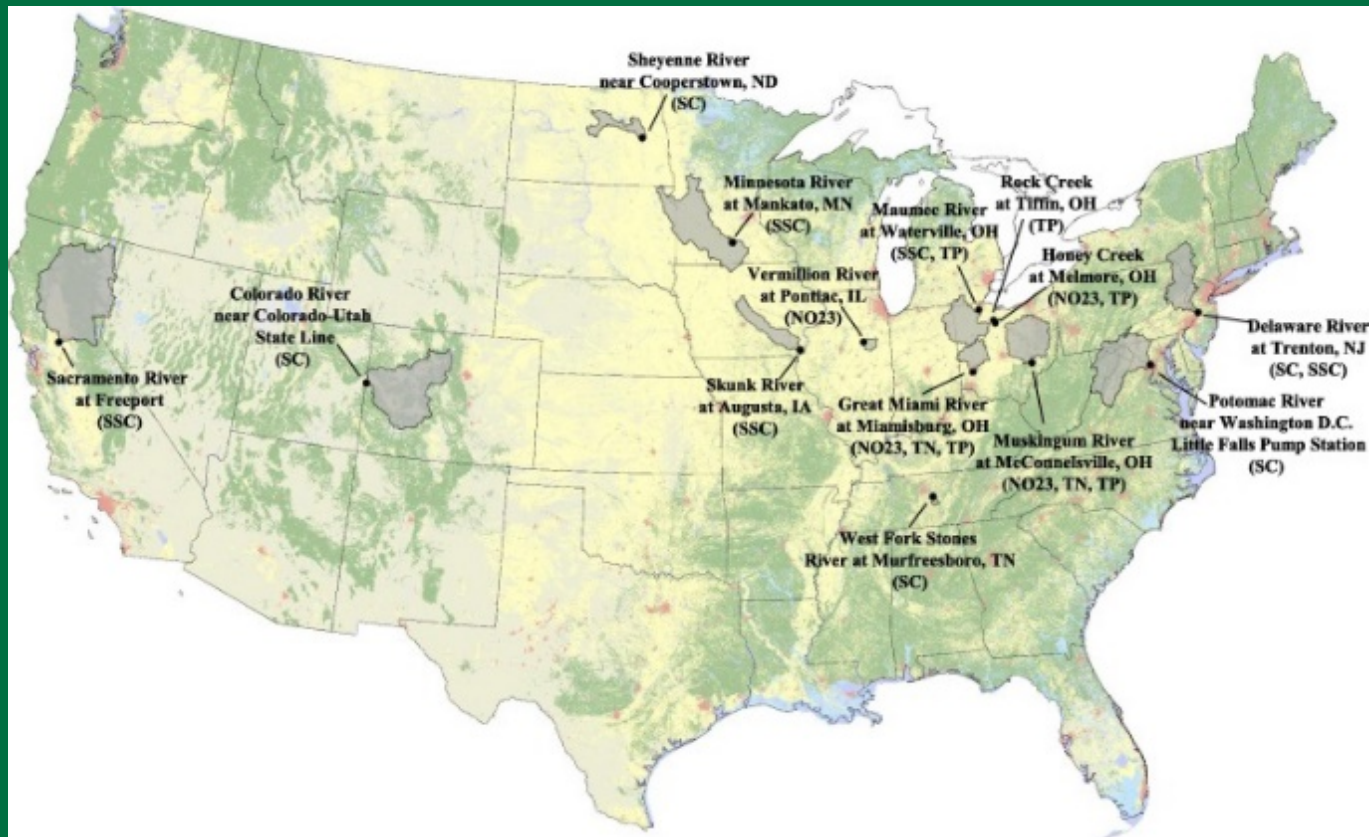 Sheyenne River
near Cooperstown, ND
(SC)
Minnesota River
at Mankato, MN
(SSC)
Maumee River
at Waterville, OH
(SSC, TP)
Rock Creek
at Tiffin, OH
(TP)
Honey Creek
at Melmore, OH
(NO23, TP)
Vermillion River
at Pontiac, IL
(NO23)
Colorado River
near Colorado-Utah
State Line
(SC)
Sacramento River
at Freeport
(SSC)
Skunk River
at Augusta, IA
(SSC)
Great Miami River
at Miamisburg, OH
(NO23, TN, TP)
Muskingum River
at McConnelsville, OH
(NO23, TN, TP)
Delaware River
at Trenton, NJ
(SC, SSC)
Potomac River
near Washington D.C.
Little Falls Pump Station
(SC)
West Fork Stones
River at Murfreesboro, TN
(SC)